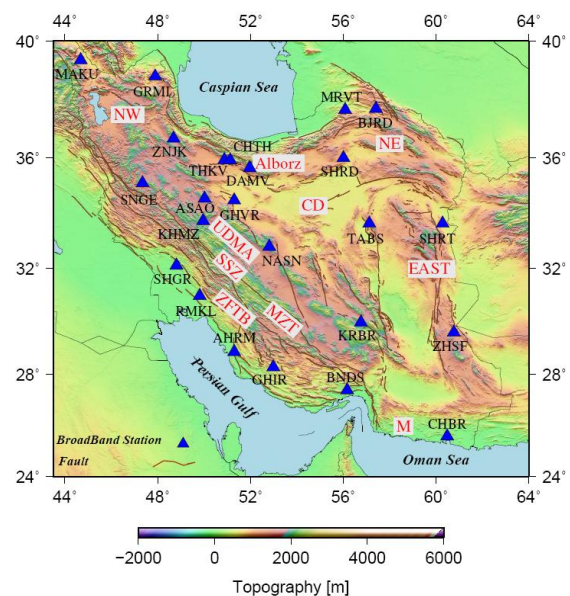 44° 48° 52° 56° 60° 64°
40° 40°
MAKU
GRML
Caspian Sea
MRVT
BJRD
NW
NE
ZNJK
CHTH
36° THKV Alborz SHRD 36°
DAMV
SNGE
ASAO
GHVR
CD
KHMZ
UDMA
TABS
SHRT
NASN
SSZ
EAST
32° SHGR 32°
RMKL
ZFTB
MZT
AHRM
KRBR
ZHSF
GHIR
BNDS
28° 28°
Persian Gulf
M
CHBR
BroadBand Station
Fault
Oman Sea
24° 24°
44° 48° 52° 56° 60° 64°
−2000 0 2000 4000 6000
Topography [m]